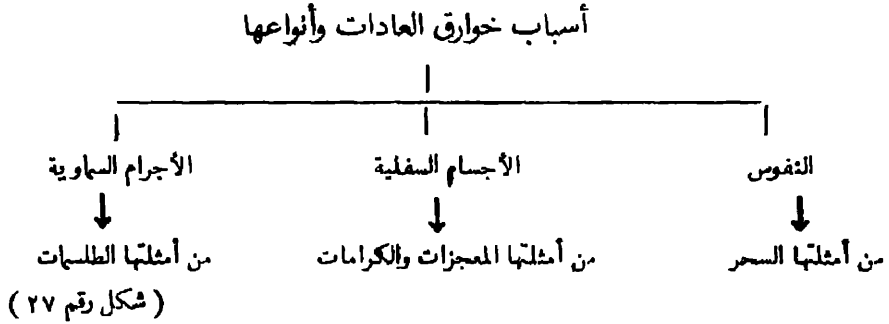 أسباب خوارق العادات وأنواعها
النفوس الأجسام السفلية الأجرام السماوية
من أمثلتها السحر من أمثلتها المعجزات والكرامات من أمثلتها الطلسمات
( شكل رقم ٢٧ )